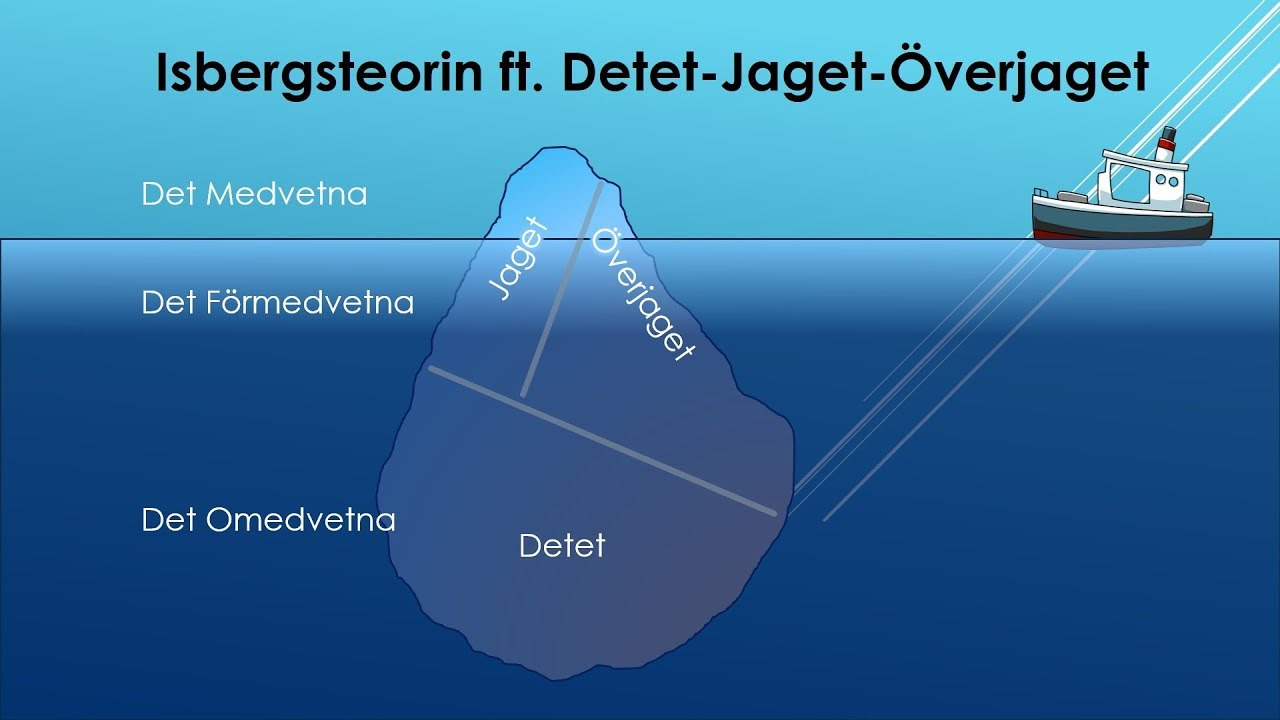 Isbergsteorin ft. Detet-Jaget-Överjaget
Det Medvetna
Jaget
Överjaget
Det Förmedvetna
Det Omedvetna
Detet